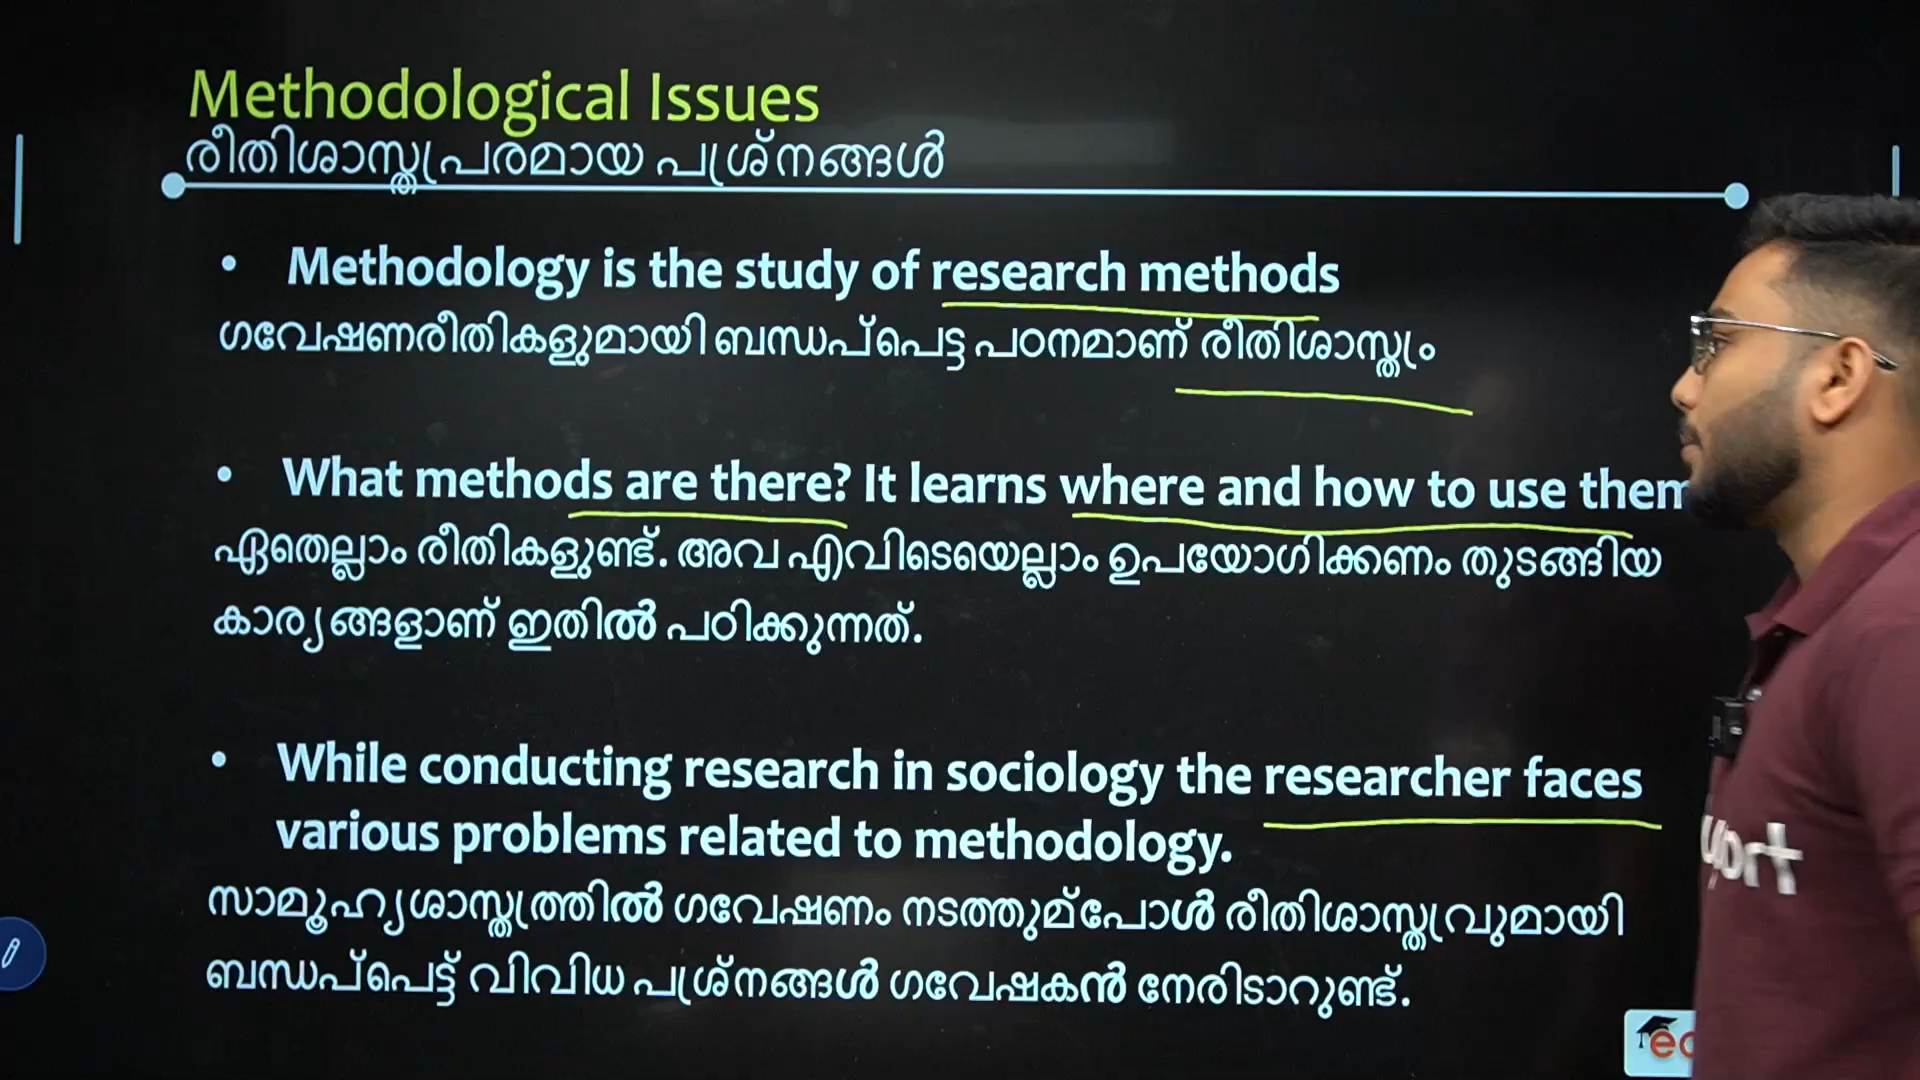 Methodological Issues
രീതിശാസ്ത്രപരമായ പ്രശ്നങ്ങൾ
• Methodology is the study of research methods
ഗവേഷണരീതികളുമായി ബന്ധപ്പെട്ട പഠനമാണ് രീതിശാസ്ത്രം
• What methods are there? It learns where and how to use them
ഏതെല്ലാം രീതികളുണ്ട്. അവ എവിടെയെല്ലാം ഉപയോഗിക്കണം തുടങ്ങിയ
കാര്യങ്ങളാണ് ഇതിൽ പഠിക്കുന്നത്.
• While conducting research in sociology the researcher faces
various problems related to methodology.
സാമൂഹ്യശാസ്ത്രത്തിൽ ഗവേഷണം നടത്തുമ്പോൾ രീതിശാസ്ത്രവുമായി
ബന്ധപ്പെട്ട് വിവിധ പ്രശ്നങ്ങൾ ഗവേഷകൻ നേരിടാറുണ്ട്.